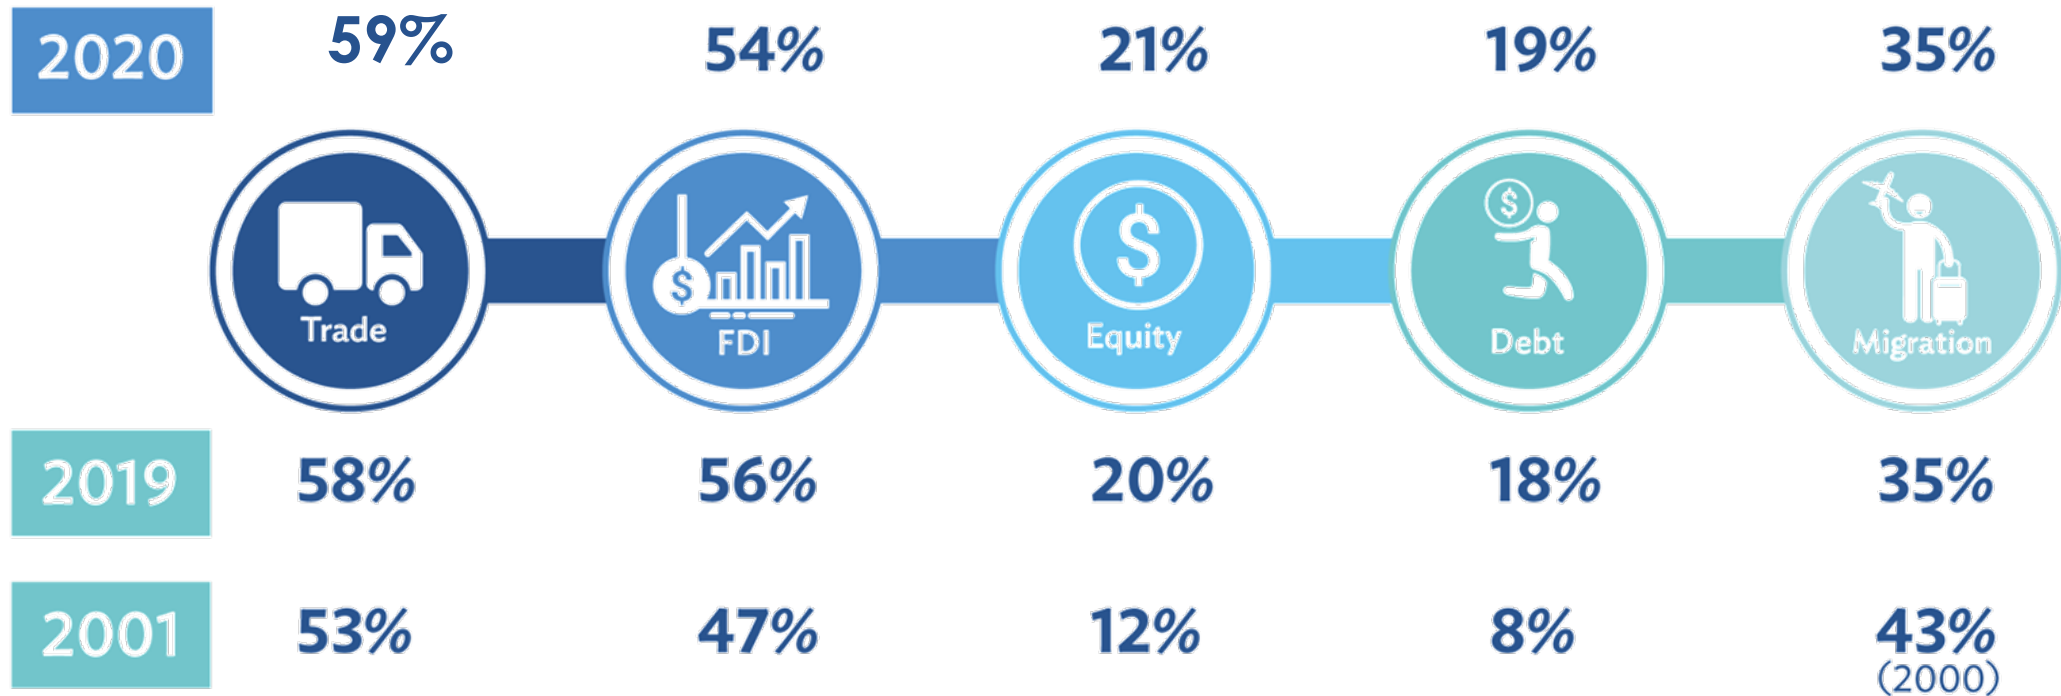 2020 59% 54% 21% 19% 35%
$ $ $
Trade FDI Equity Debt Migration
2019 58% 56% 20% 18% 35%
2001 53% 47% 12% 8% 43%
(2000)